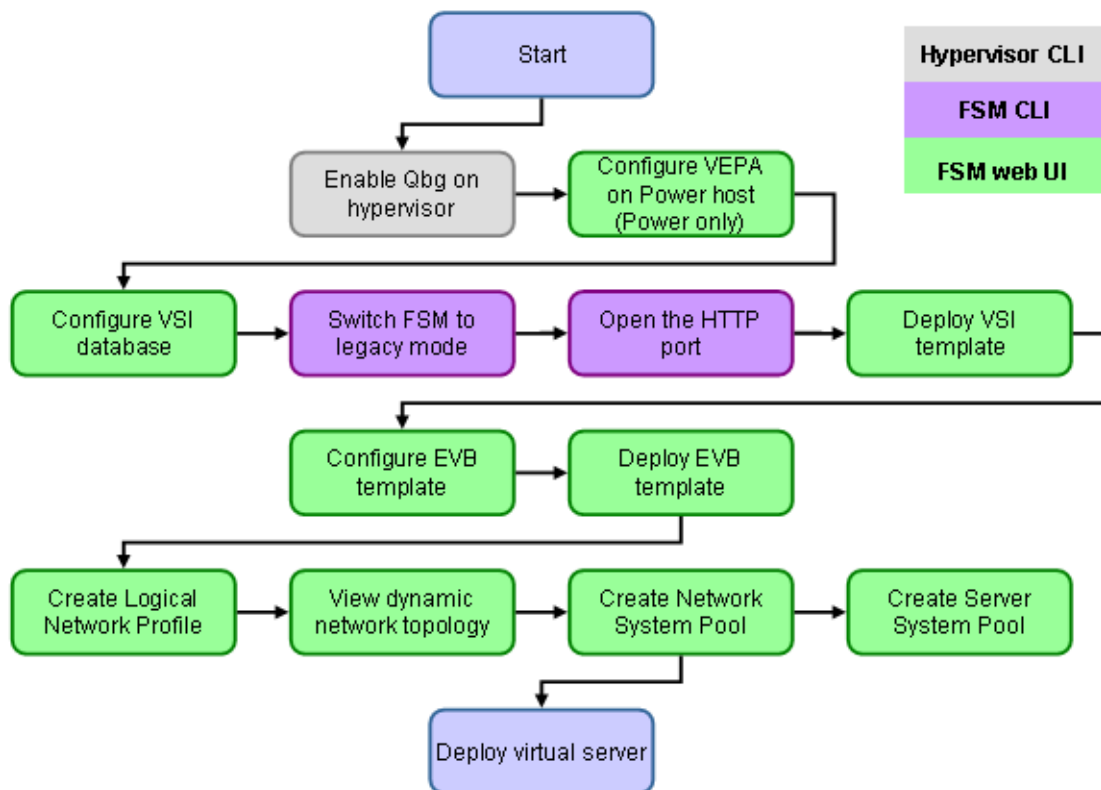 Start
Hypervisor CLI
FSM CLI
FSM web UI
Enable Qbg on
hypervisor
Configure VEPA
on Power host
(Power only)
Configure VSI
database
Switch FSM to
legacy mode
Open the HTTP
port
Deploy VSI
template
Configure EVB
template
Deploy EVB
template
Create Logical
Network Profile
View dynamic
network topology
Create Network
System Pool
Create Server
System Pool
Deploy virtual server